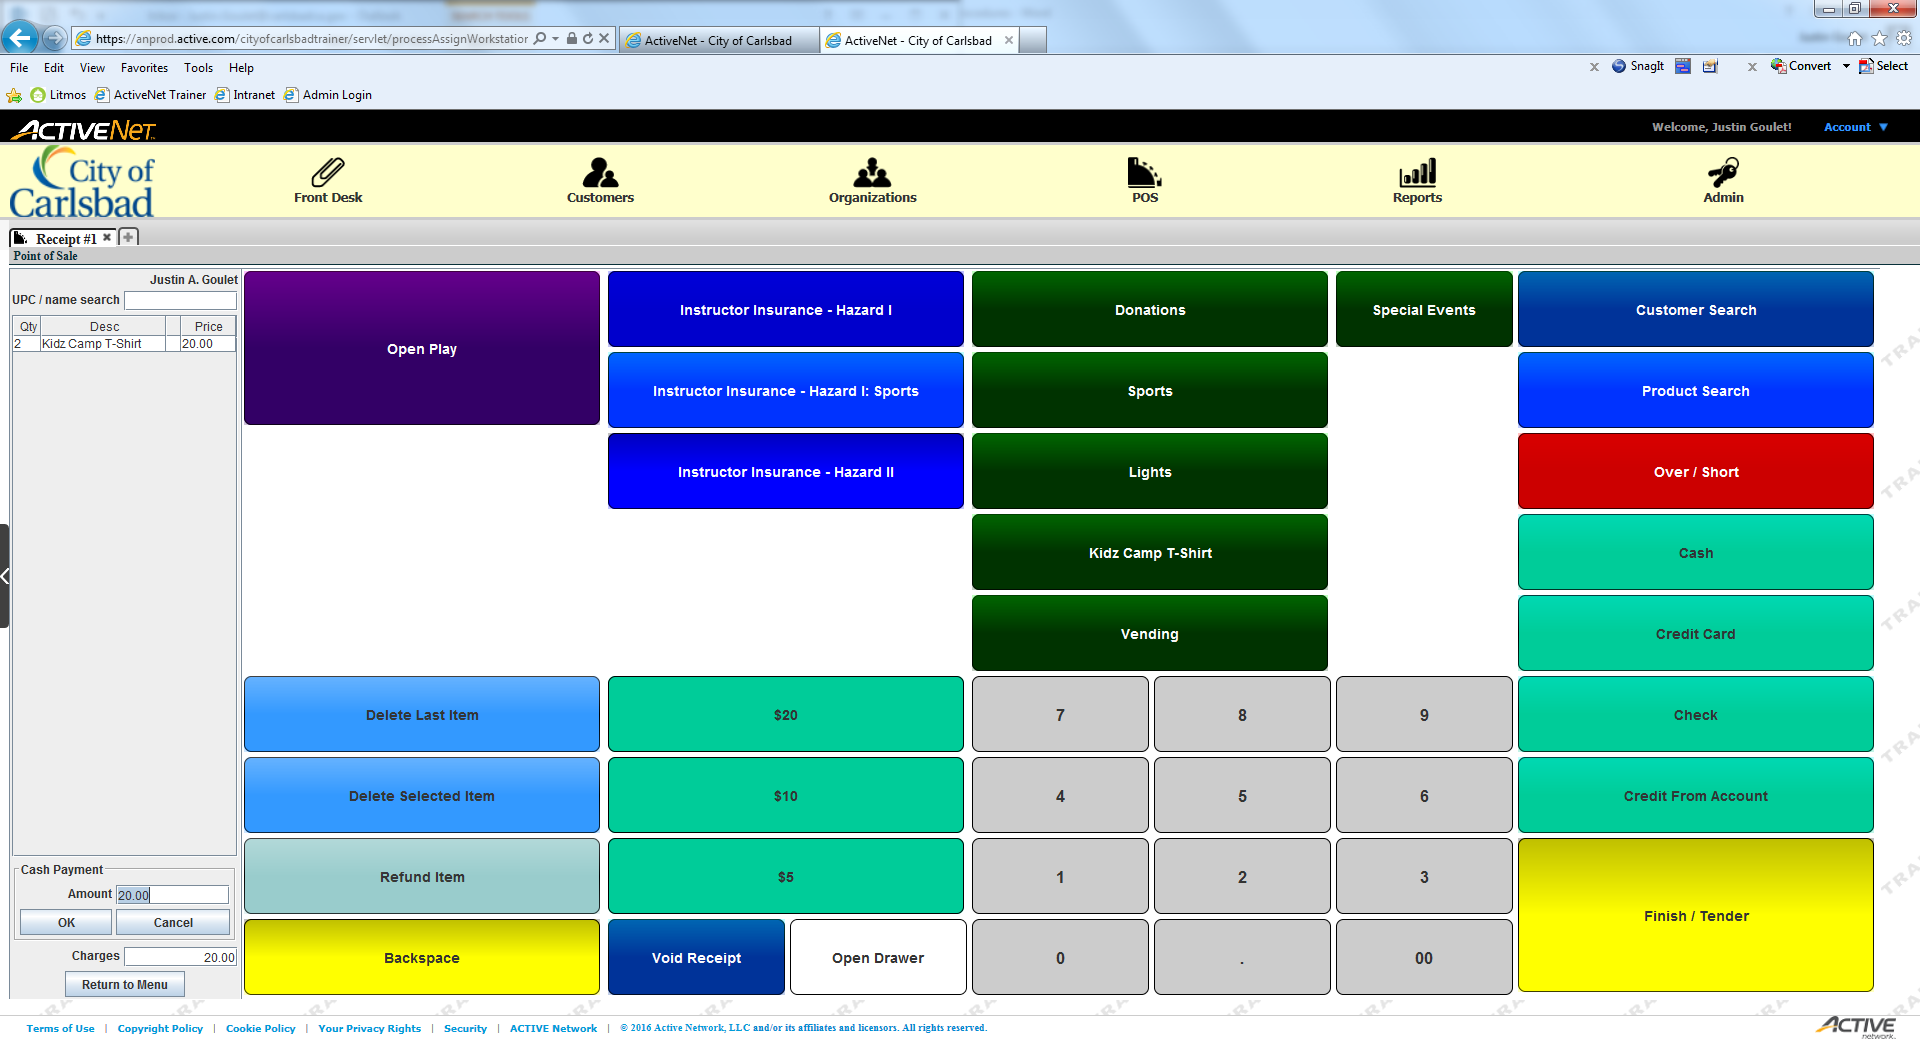 https://anprod.active.com/cityofcarlsbadtrainer/servlet/processAssignWorkstation
ActiveNet - City of Carlsbad
ActiveNet - City of Carlsbad
File Edit View Favorites Tools Help
SnagIt
Convert
Select
Litmos ActiveNet Trainer Intranet Admin Login
ACTIVENet
Welcome, Justin Goulet!
Account
City of
Carlsbad
Front Desk
Customers
Organizations
POS
Reports
Admin
Receipt #1
Point of Sale
Justin A. Goulet
UPC / name search
Qty Desc Price
2 Kidz Camp T-Shirt 20.00
Open Play
Instructor Insurance - Hazard I
Donations
Special Events
Customer Search
Instructor Insurance - Hazard I: Sports
Sports
Product Search
Instructor Insurance - Hazard II
Lights
Over / Short
Kidz Camp T-Shirt
Cash
Vending
Credit Card
Delete Last Item
$20
7
8
9
Check
Delete Selected Item
$10
4
5
6
Credit From Account
Refund Item
$5
1
2
3
Finish / Tender
Backspace
Void Receipt
Open Drawer
0
.
00
Cash Payment
Amount 20.00
OK Cancel
Charges 20.00
Return to Menu
Terms of Use | Copyright Policy | Cookie Policy | Your Privacy Rights | Security | ACTIVE Network | © 2016 Active Network, LLC and/or its affiliates and licensors. All rights reserved.
ACTIVE
network.